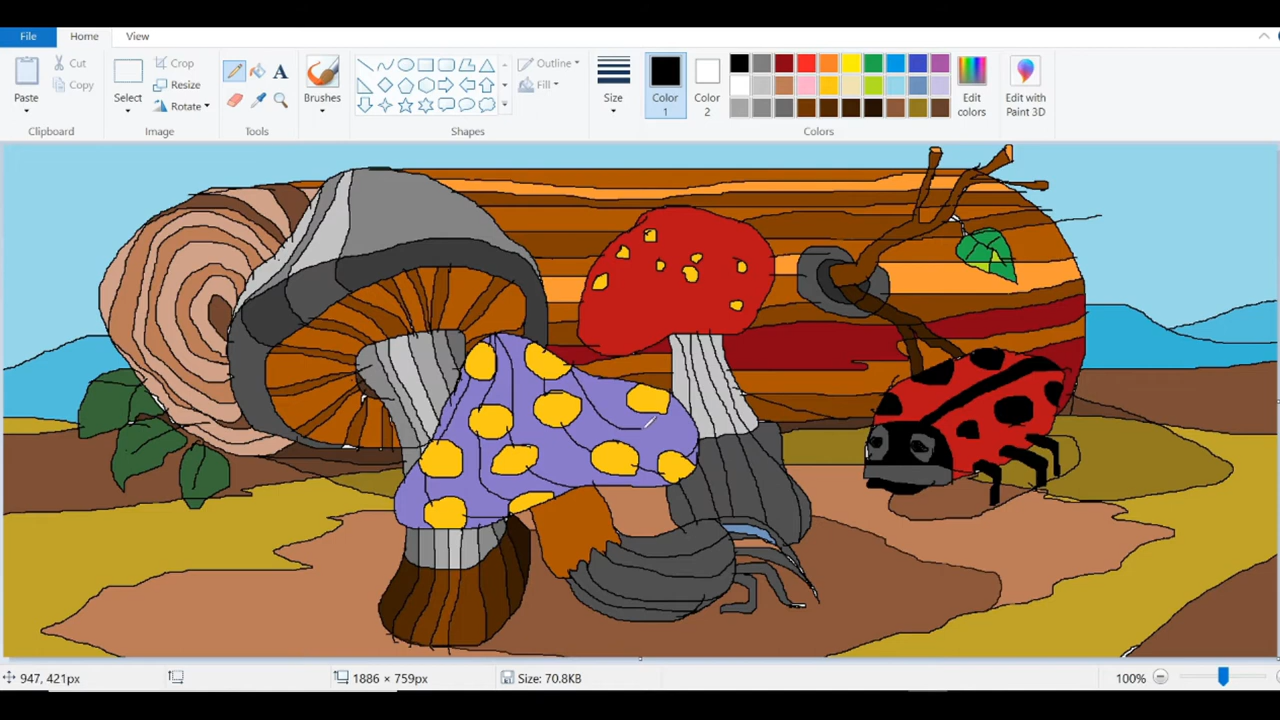 File Home View
Paste Cut Copy Select Crop Resize Rotate A Brushes Outline Fill Size Color 1 Color 2 Edit colors Edit with Paint 3D
Clipboard Image Tools Shapes Colors
947, 421px 1886 × 759px Size: 70.8KB 100%